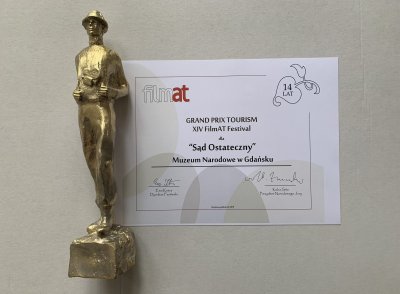 filmat
14
LAT
GRAND PRIX TOURISM
XIV FilmAT Festival
dla
"Sąd Ostateczny"
Muzeum Narodowe w Gdańsku